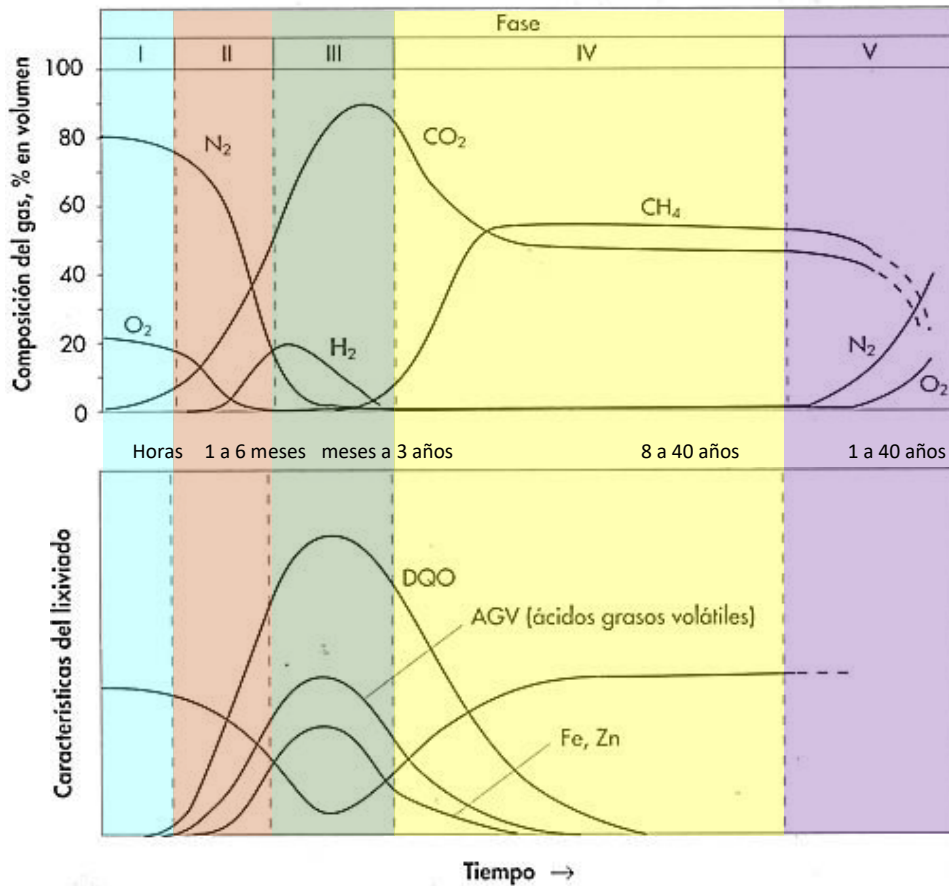 Fase
I II III IV V
Composición del gas, % en volumen
100
80
60
40
20
0
N₂
CO₂
CH₄
O₂
H₂
N₂
O₂
Horas 1 a 6 meses meses a 3 años 8 a 40 años 1 a 40 años
Características del lixiviado
DQO
AGV (ácidos grasos volátiles)
Fe, Zn
Tiempo →